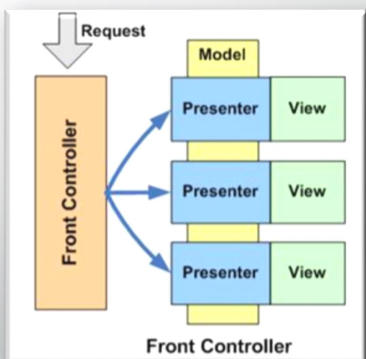 Request
Model
Front Controller
Presenter View
Presenter View
Presenter View
Front Controller